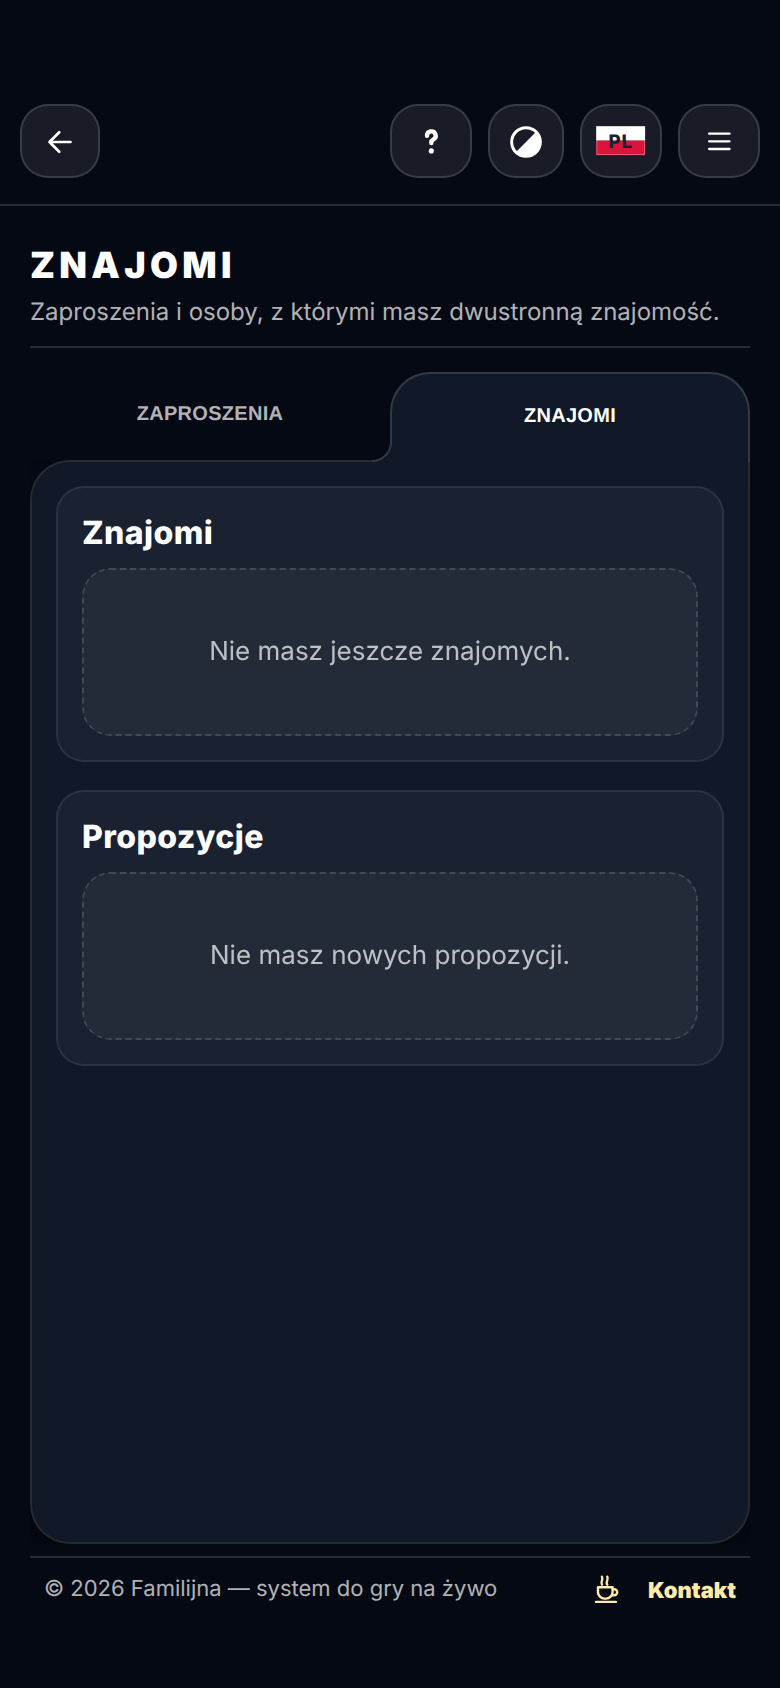 ?
PL
ZNAJOMI
Zaproszenia i osoby, z którymi masz dwustronną znajomość.
ZAPROSZENIA
ZNAJOMI
Znajomi
Nie masz jeszcze znajomych.
Propozycje
Nie masz nowych propozycji.
© 2026 Familijna — system do gry na żywo
Kontakt